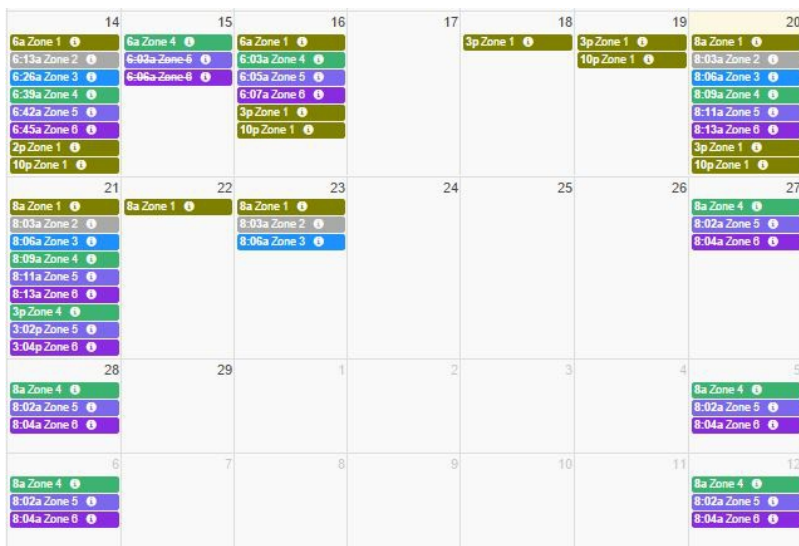 14 15 16 17 18 19 20
6a Zone 1
6:13a Zone 2
6:26a Zone 3
6:39a Zone 4
6:42a Zone 5
6:45a Zone 6
2p Zone 1
10p Zone 1
6a Zone 4
6:03a Zone 5
6:06a Zone 6
6a Zone 1
6:03a Zone 4
6:05a Zone 5
6:07a Zone 6
3p Zone 1
10p Zone 1
3p Zone 1
3p Zone 1
10p Zone 1
8a Zone 1
8:03a Zone 2
8:06a Zone 3
8:09a Zone 4
8:11a Zone 5
8:13a Zone 6
3p Zone 1
10p Zone 1
21 22 23 24 25 26 27
8a Zone 1
8:03a Zone 2
8:06a Zone 3
8:09a Zone 4
8:11a Zone 5
8:13a Zone 6
3p Zone 4
3:02p Zone 5
3:04p Zone 6
8a Zone 1
8a Zone 1
8:03a Zone 2
8:06a Zone 3
8a Zone 4
8:02a Zone 5
8:04a Zone 6
28 29 1 2 3 4 5
8a Zone 4
8:02a Zone 5
8:04a Zone 6
8a Zone 4
8:02a Zone 5
8:04a Zone 6
6 7 8 9 10 11 12
8a Zone 4
8:02a Zone 5
8:04a Zone 6
8a Zone 4
8:02a Zone 5
8:04a Zone 6